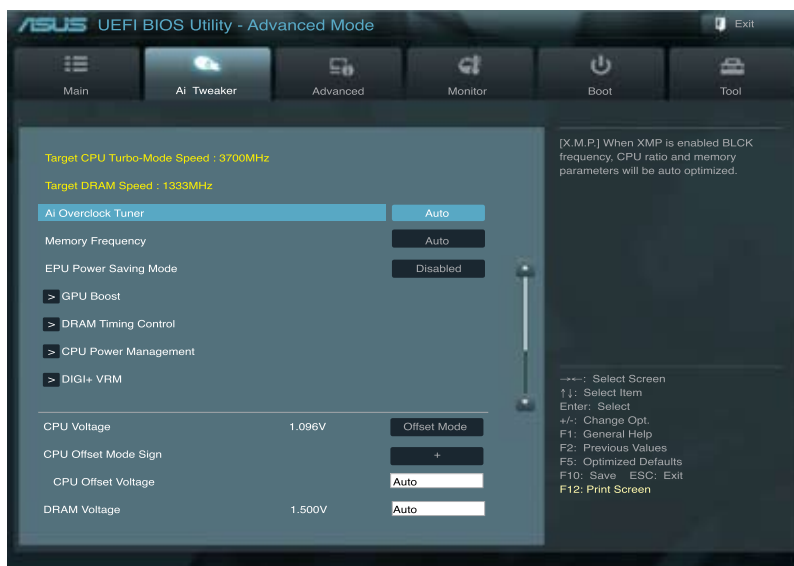 ASUS UEFI BIOS Utility - Advanced Mode
Exit
Main
Ai Tweaker
Advanced
Monitor
Boot
Tool
Target CPU Turbo-Mode Speed : 3700MHz
Target DRAM Speed : 1333MHz
Ai Overclock Tuner Auto
Memory Frequency Auto
EPU Power Saving Mode Disabled
> GPU Boost
> DRAM Timing Control
> CPU Power Management
> DIGI+ VRM
CPU Voltage 1.096V Offset Mode
CPU Offset Mode Sign +
CPU Offset Voltage Auto
DRAM Voltage 1.500V Auto
[X.M.P.] When XMP is enabled BLCK
frequency, CPU ratio and memory
parameters will be auto optimized.
→←: Select Screen
↑↓: Select Item
Enter: Select
+/-: Change Opt.
F1: General Help
F2: Previous Values
F5: Optimized Defaults
F10: Save ESC: Exit
F12: Print Screen